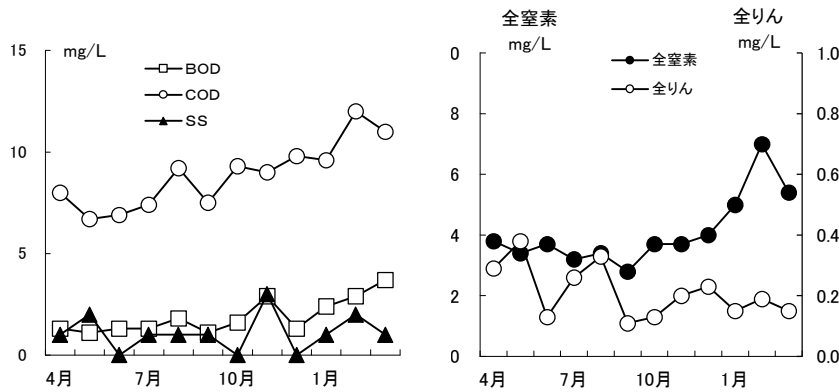 mg/L
15
10
5
0
BOD
COD
SS
4月 7月 10月 1月
全窒素 全りん
mg/L mg/L
0 1.0
8 0.8
6 0.6
4 0.4
2 0.2
0 0.0
全窒素
全りん
4月 7月 10月 1月